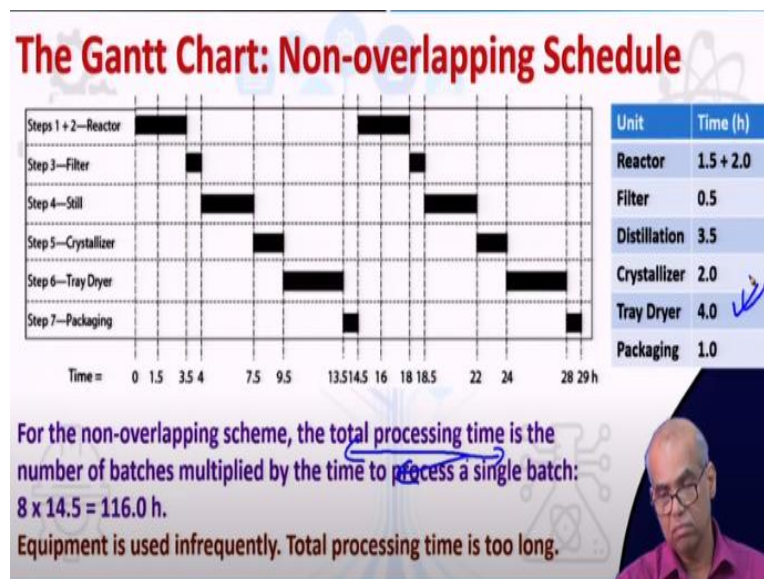 The Gantt Chart: Non-overlapping Schedule
Steps 1 + 2—Reactor
Step 3—Filter
Step 4—Still
Step 5—Crystallizer
Step 6—Tray Dryer
Step 7—Packaging
Time = 0 1.5 3.5 4 7.5 9.5 13.5 14.5 16 18 18.5 22 24 28 29 h
Unit Time (h)
Reactor 1.5 + 2.0
Filter 0.5
Distillation 3.5
Crystallizer 2.0
Tray Dryer 4.0
Packaging 1.0
For the non-overlapping scheme, the total processing time is the
number of batches multiplied by the time to process a single batch:
8 x 14.5 = 116.0 h.
Equipment is used infrequently. Total processing time is too long.